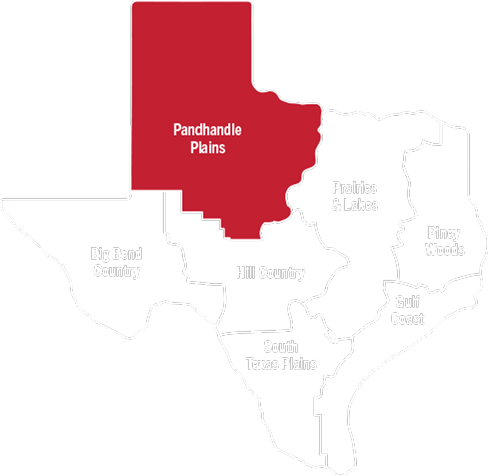 Pandhandle
Plains
Prairies
& Lakes
Piney
Woods
Big Bend
Country
Hill Country
Gulf
Coast
South
Texas Plains